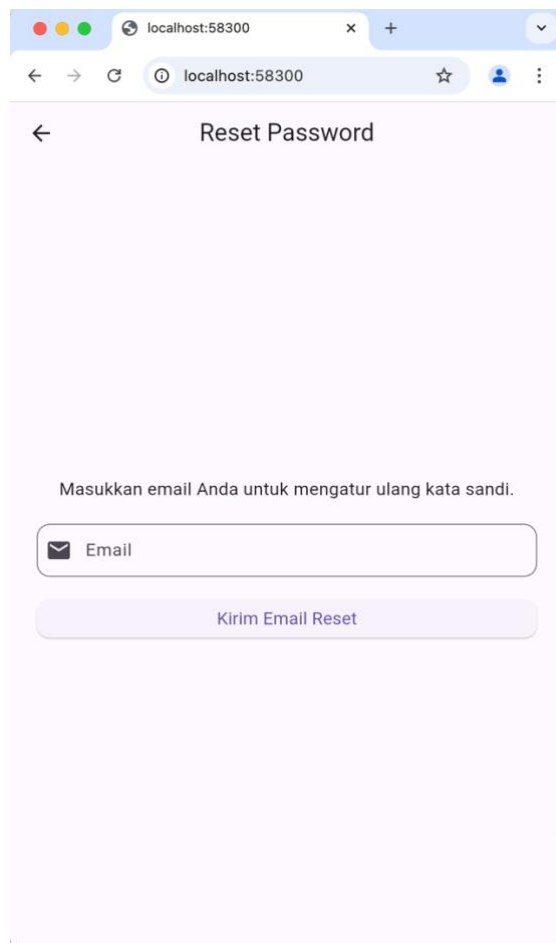 localhost:58300
localhost:58300
Reset Password
Masukkan email Anda untuk mengatur ulang kata sandi.
Email
Kirim Email Reset